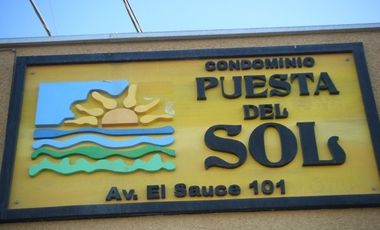 CONDOMINIO
PUESTA
DEL
SOL
Av. El Sauce 101